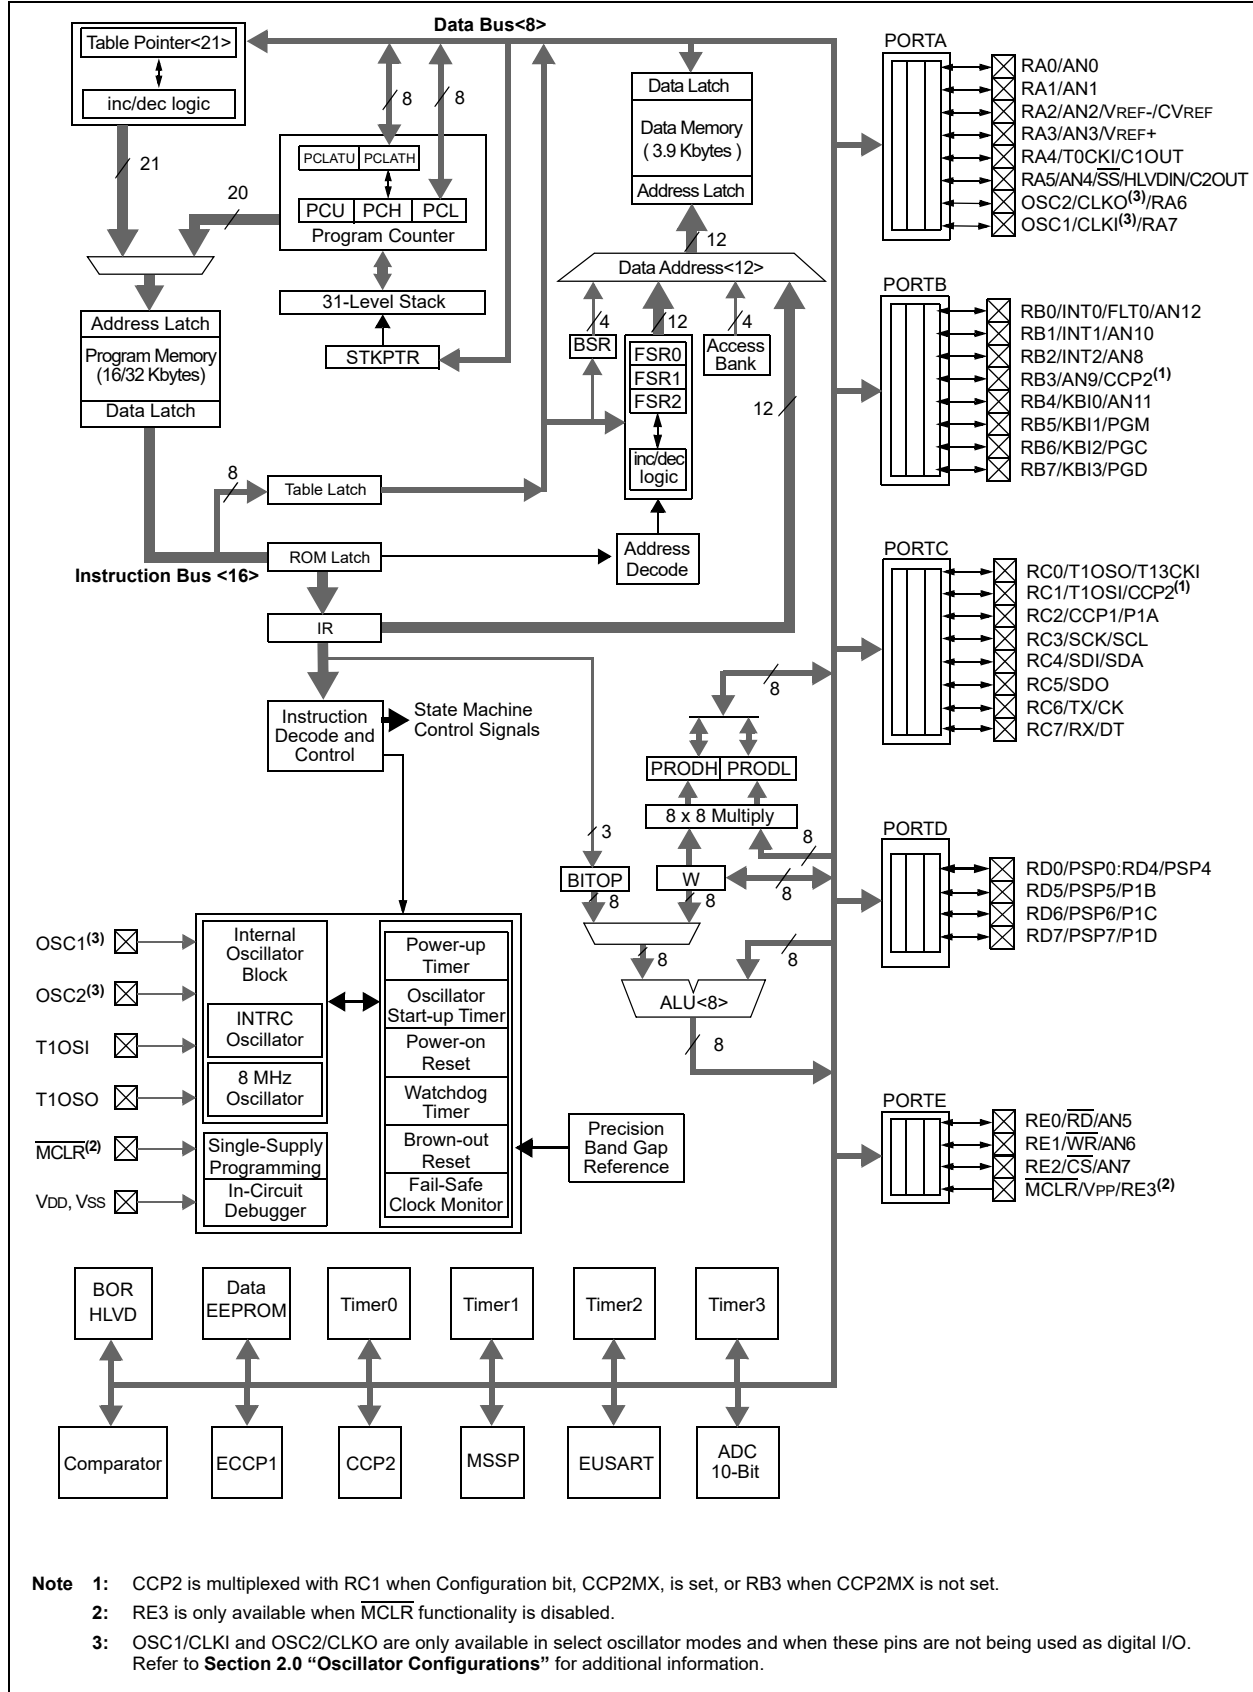 Data Bus<8>
Table Pointer<21>
inc/dec logic
21
20
8
8
PCLATU PCLATH
PCU PCH PCL
Program Counter
31-Level Stack
STKPTR
Address Latch
Program Memory
(16/32 Kbytes)
Data Latch
Instruction Bus <16>
8
Table Latch
ROM Latch
IR
Instruction
Decode and
Control
State Machine
Control Signals
Data Latch
Data Memory
( 3.9 Kbytes )
Address Latch
12
Data Address<12>
4
12
4
BSR
FSR0
FSR1
FSR2
inc/dec
logic
Access
Bank
12
Address
Decode
8
PRODH PRODL
8 x 8 Multiply
3
8
BITOP
W
8
8
8
8
8
ALU<8>
8
OSC1(3)
OSC2(3)
T1OSI
T1OSO
MCLR(2)
VDD, VSS
Internal
Oscillator
Block
INTRC
Oscillator
8 MHz
Oscillator
Single-Supply
Programming
In-Circuit
Debugger
Power-up
Timer
Oscillator
Start-up Timer
Power-on
Reset
Watchdog
Timer
Brown-out
Reset
Fail-Safe
Clock Monitor
Precision
Band Gap
Reference
PORTA
RA0/AN0
RA1/AN1
RA2/AN2/VREF-/CVREF
RA3/AN3/VREF+
RA4/T0CKI/C1OUT
RA5/AN4/SS/HLVDIN/C2OUT
OSC2/CLKO(3)/RA6
OSC1/CLKI(3)/RA7
PORTB
RB0/INT0/FLT0/AN12
RB1/INT1/AN10
RB2/INT2/AN8
RB3/AN9/CCP2(1)
RB4/KBI0/AN11
RB5/KBI1/PGM
RB6/KBI2/PGC
RB7/KBI3/PGD
PORTC
RC0/T1OSO/T13CKI
RC1/T1OSI/CCP2(1)
RC2/CCP1/P1A
RC3/SCK/SCL
RC4/SDI/SDA
RC5/SDO
RC6/TX/CK
RC7/RX/DT
PORTD
RD0/PSP0:RD4/PSP4
RD5/PSP5/P1B
RD6/PSP6/P1C
RD7/PSP7/P1D
PORTE
RE0/RD/AN5
RE1/WR/AN6
RE2/CS/AN7
MCLR/VPP/RE3(2)
BOR
HLVD
Data
EEPROM
Timer0
Timer1
Timer2
Timer3
Comparator
ECCP1
CCP2
MSSP
EUSART
ADC
10-Bit
Note 1: CCP2 is multiplexed with RC1 when Configuration bit, CCP2MX, is set, or RB3 when CCP2MX is not set.
2: RE3 is only available when MCLR functionality is disabled.
3: OSC1/CLKI and OSC2/CLKO are only available in select oscillator modes and when these pins are not being used as digital I/O.
Refer to Section 2.0 “Oscillator Configurations” for additional information.